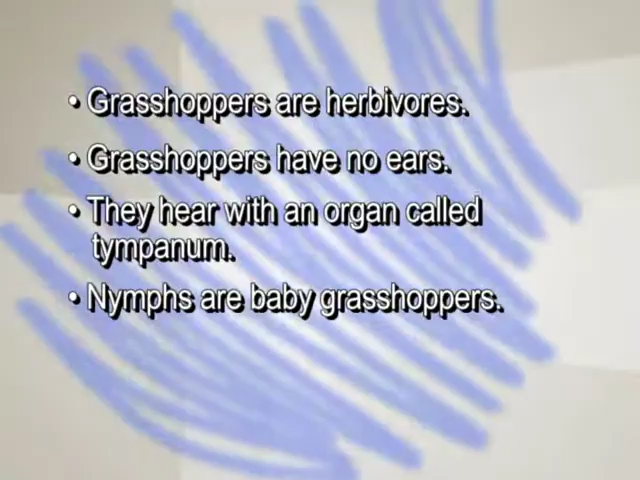 • Grasshoppers are herbivores.
• Grasshoppers have no ears.
• They hear with an organ called
tympanum.
• Nymphs are baby grasshoppers.